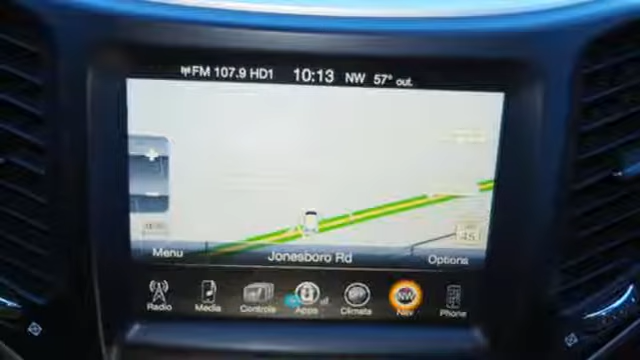 FM 107.9 HD1 10:13 NW 57° out.
45
Menu Jonesboro Rd Options
Radio Media Controls Apps Climate NW Nav Phone